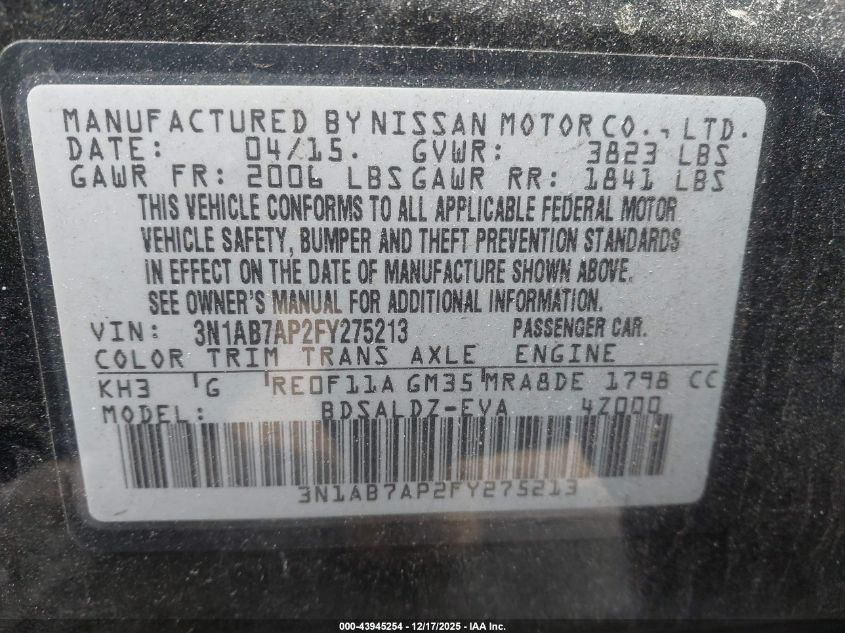 MANUFACTURED BY NISSAN MOTOR CO., LTD.
DATE: 04/15. GVWR: 3823 LBS
GAWR FR: 2006 LBS GAWR RR: 1841 LBS
THIS VEHICLE CONFORMS TO ALL APPLICABLE FEDERAL MOTOR
VEHICLE SAFETY, BUMPER AND THEFT PREVENTION STANDARDS
IN EFFECT ON THE DATE OF MANUFACTURE SHOWN ABOVE.
SEE OWNER'S MANUAL FOR ADDITIONAL INFORMATION.
VIN: 3N1AB7AP2FY275213 PASSENGER CAR.
COLOR TRIM TRANS AXLE ENGINE
KH3 G RE0F11A GM35 MRA8DE 1798 CC
MODEL: BDSALDZ-EVA 4Z000
3N1AB7AP2FY275213
000-43945254 - 12/17/2025 - IAA Inc.